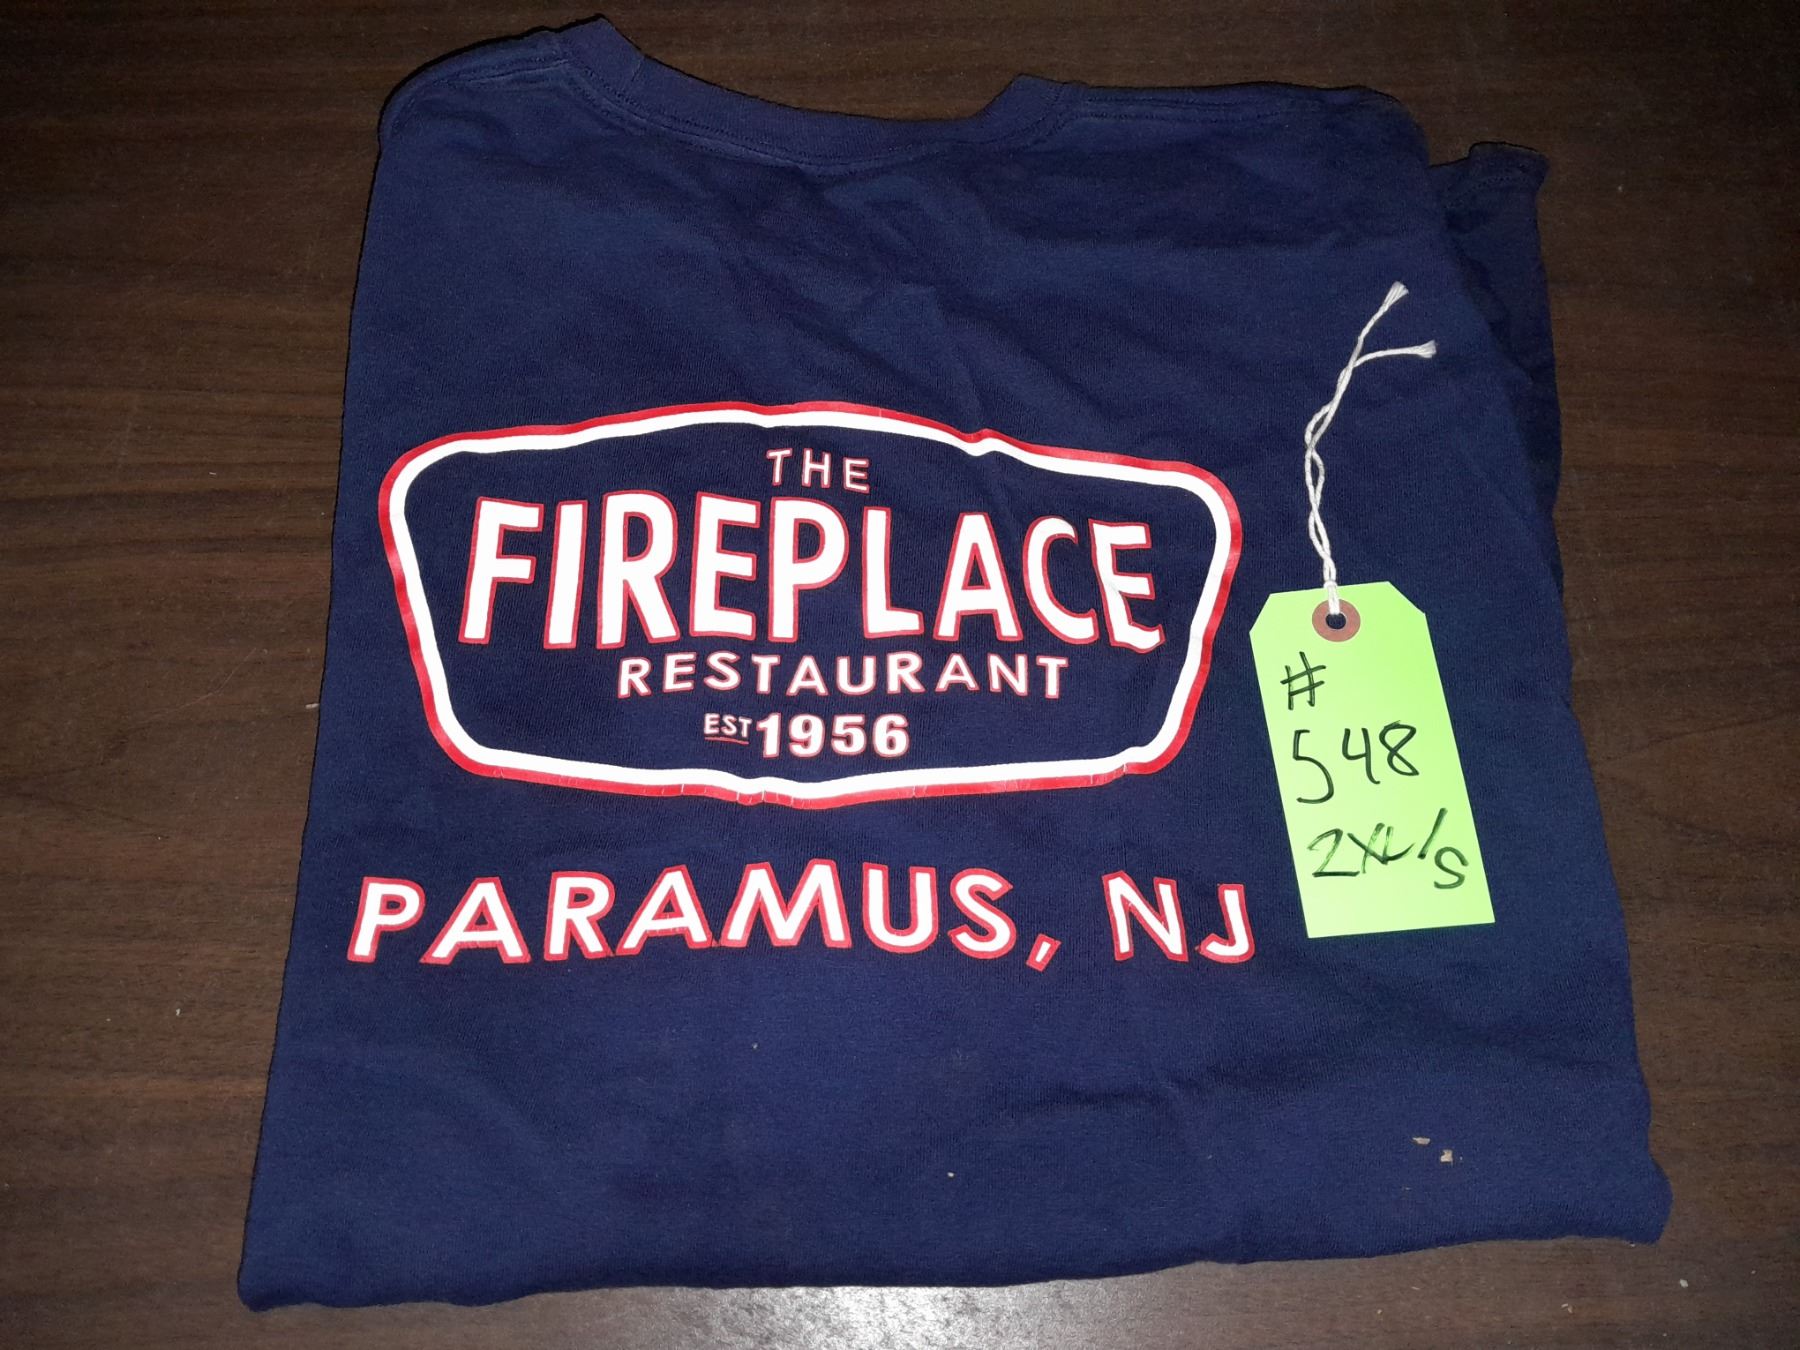 THE
FIREPLACE
RESTAURANT
EST 1956
PARAMUS, NJ
#
548
2XL/S